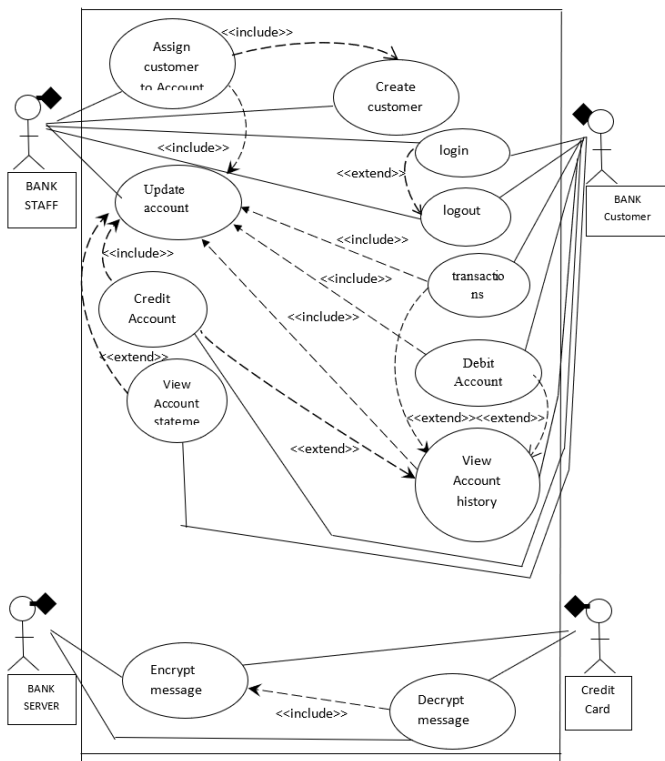 <<include>>
Assign
customer
to Account
Create
customer
BANK
STAFF
<<include>>
login
<<extend>>
BANK
Customer
Update
account
logout
<<include>>
<<include>>
transactio
ns
<<include>>
Credit
Account
<<include>>
<<extend>>
Debit
Account
View
Account
stateme
<<extend>>
<<extend>>
<<extend>>
View
Account
history
BANK
SERVER
Encrypt
message
<<include>>
Decrypt
message
Credit
Card